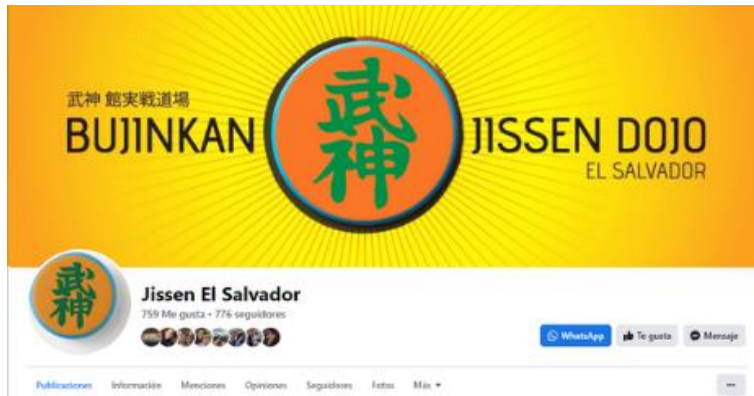 武神館実戦道場
BUJINKAN
武神
JISSEN DOJO
EL SALVADOR
武神
Jissen El Salvador
759 Me gusta • 776 seguidores
WhatsApp
Te gusta
Mensaje
Publicaciones Información Menciones Opiniones Seguidores Fotos Más